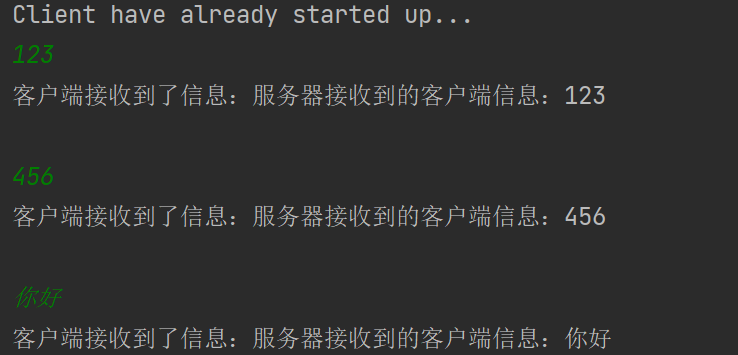 Client have already started up...
123
客户端接收到了信息：服务器接收到的客户端信息：123
456
客户端接收到了信息：服务器接收到的客户端信息：456
你好
客户端接收到了信息：服务器接收到的客户端信息：你好